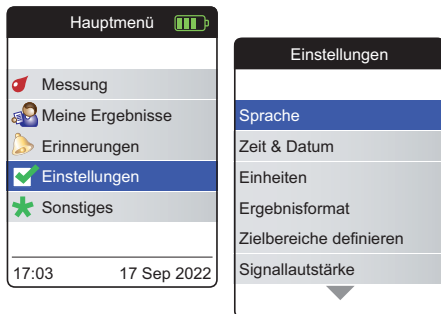 Hauptmenü
Messung
Meine Ergebnisse
Erinnerungen
Einstellungen
Sonstiges
17:03 17 Sep 2022
Einstellungen
Sprache
Zeit & Datum
Einheiten
Ergebnisformat
Zielbereiche definieren
Signallautstärke